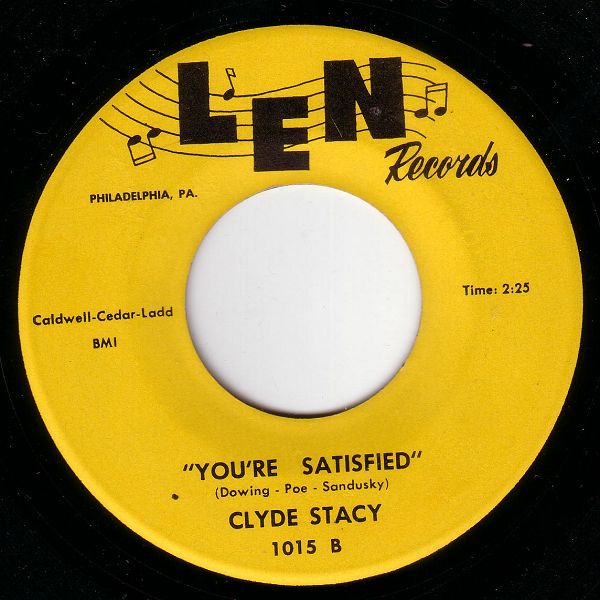 LEN
Records
PHILADELPHIA, PA.
Time: 2:25
Caldwell-Cedar-Ladd
BMI
"YOU'RE SATISFIED"
(Dowing - Poe - Sandusky)
CLYDE STACY
1015 B